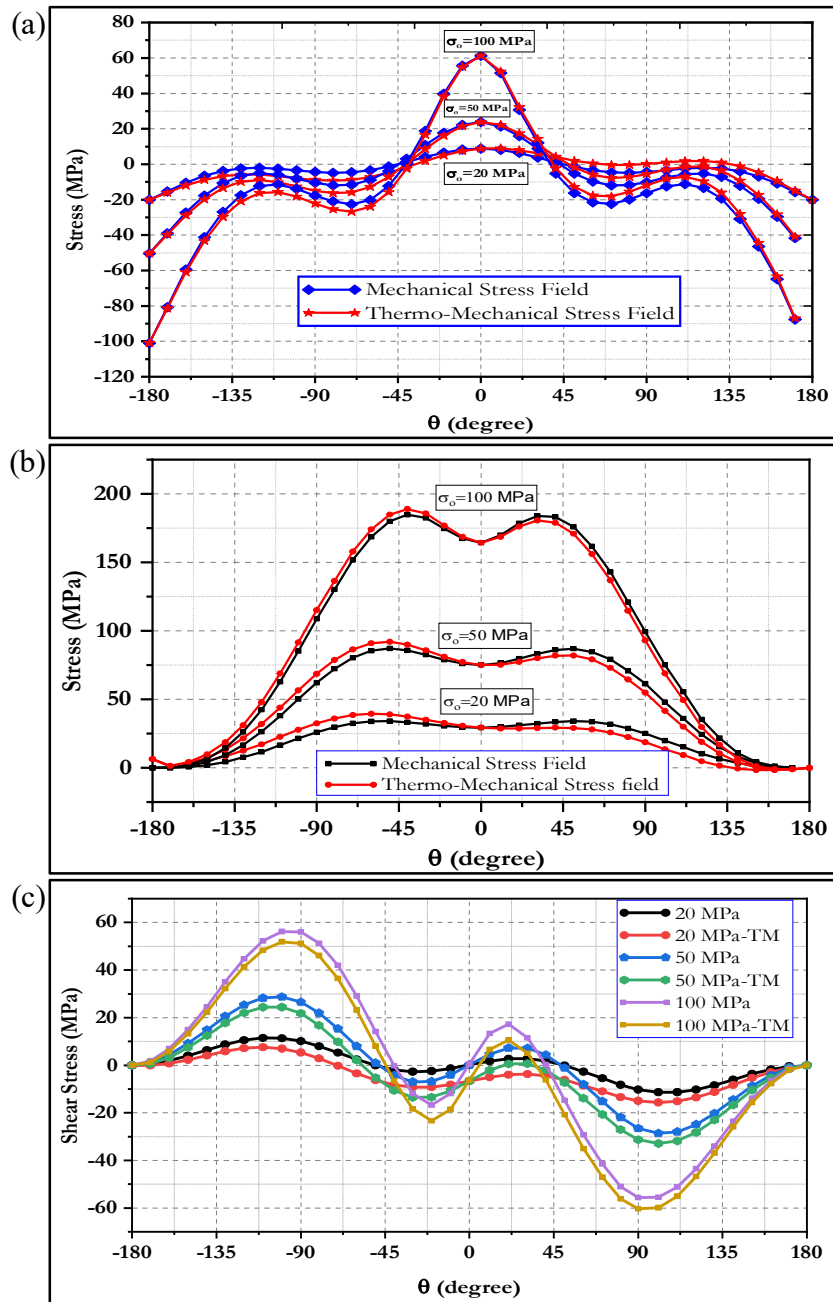 (a)
σo=100 MPa
σo=50 MPa
σo=20 MPa
60
40
20
0
-20
-40
-60
-80
-100
-120
Stress (MPa)
Mechanical Stress Field
Thermo-Mechanical Stress Field
-180 -135 -90 -45 0 45 90 135 180
θ (degree)
(b)
σo=100 MPa
σo=50 MPa
σo=20 MPa
200
150
100
50
0
Stress (MPa)
Mechanical Stress Field
Thermo-Mechanical Stress field
-180 -135 -90 -45 0 45 90 135 180
θ (degree)
(c)
60
40
20
0
-20
-40
-60
Shear Stress (MPa)
20 MPa
20 MPa-TM
50 MPa
50 MPa-TM
100 MPa
100 MPa-TM
-180 -135 -90 -45 0 45 90 135 180
θ (degree)